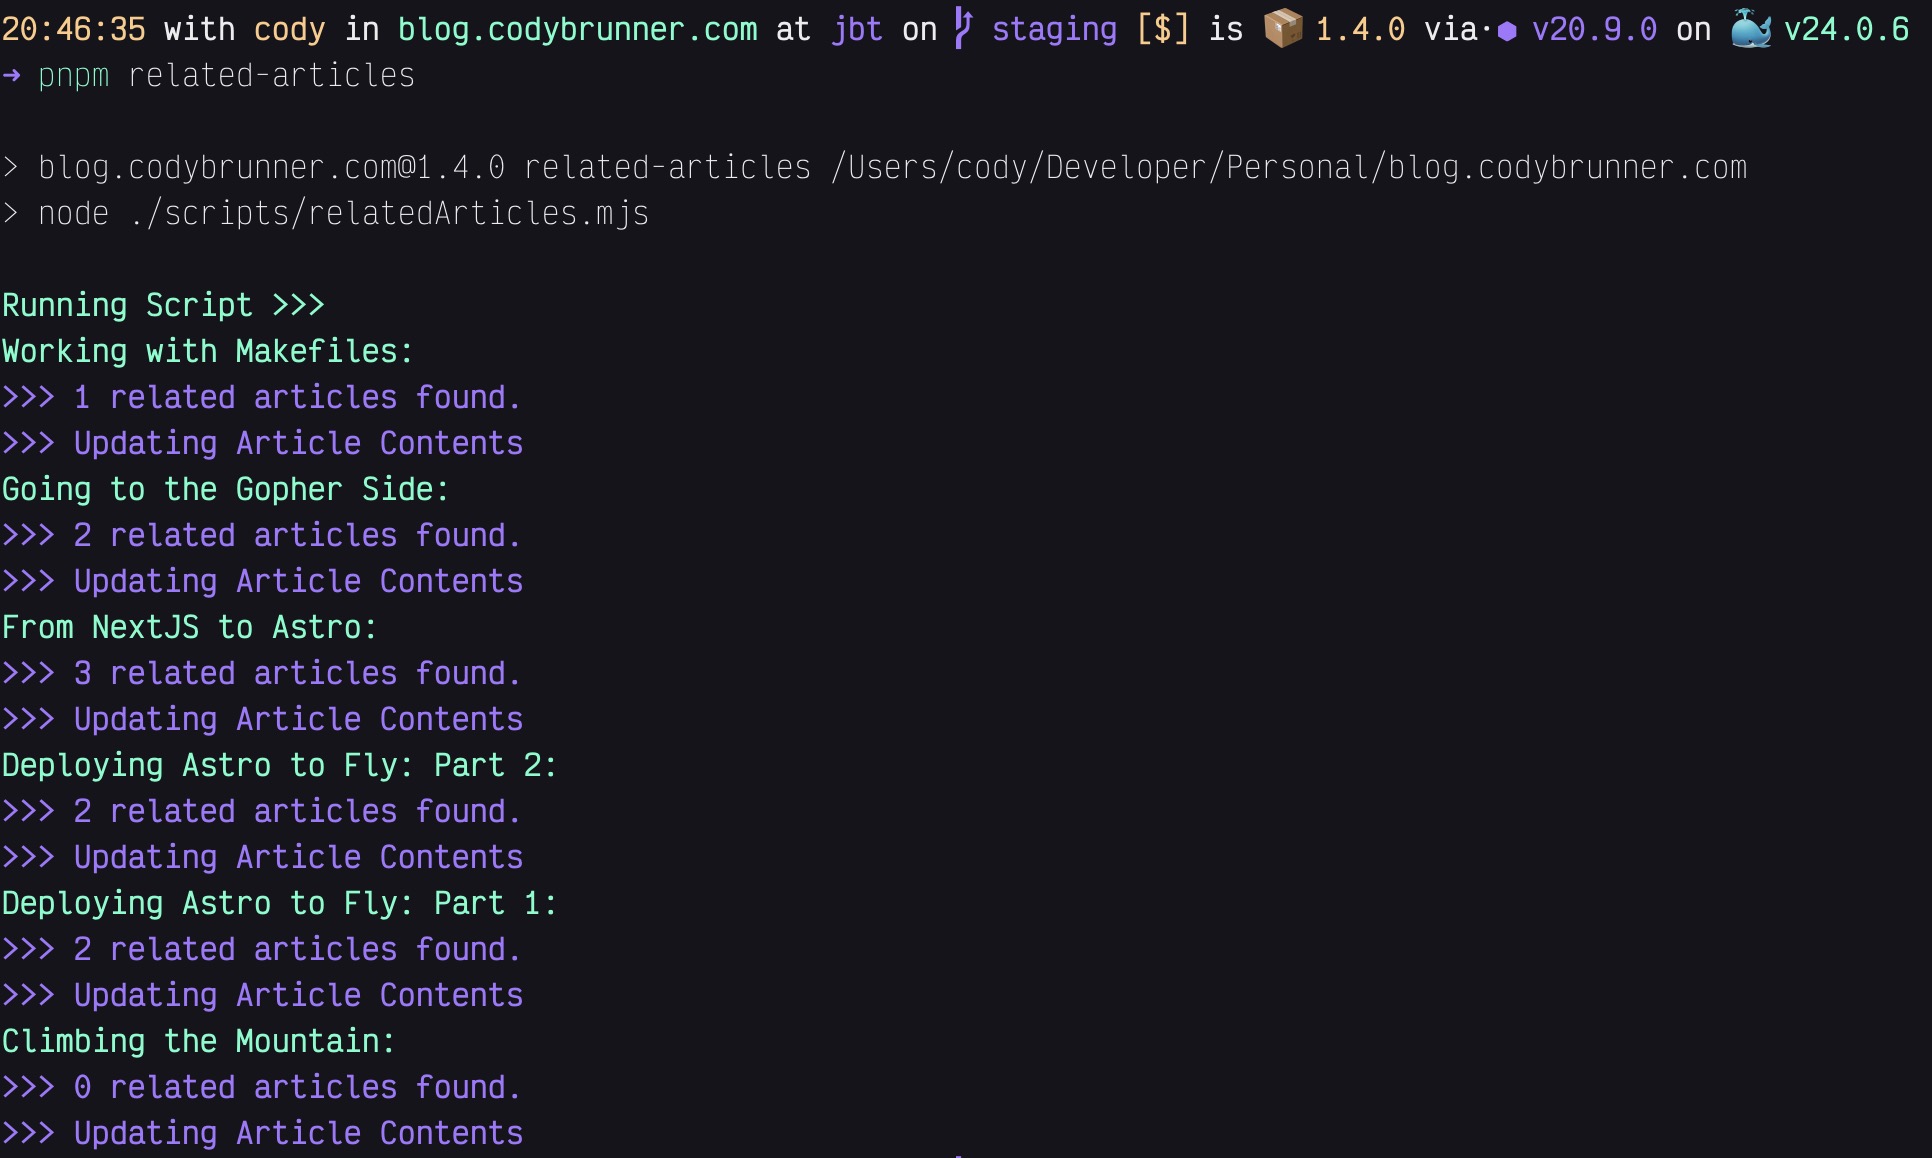 20:46:35 with cody in blog.codybrunner.com at jbt on staging [$] is 📦 1.4.0 via·⬢ v20.9.0 on 🐳 v24.0.6
→ pnpm related-articles
> blog.codybrunner.com@1.4.0 related-articles /Users/cody/Developer/Personal/blog.codybrunner.com
> node ./scripts/relatedArticles.mjs
Running Script >>>
Working with Makefiles:
>>> 1 related articles found.
>>> Updating Article Contents
Going to the Gopher Side:
>>> 2 related articles found.
>>> Updating Article Contents
From NextJS to Astro:
>>> 3 related articles found.
>>> Updating Article Contents
Deploying Astro to Fly: Part 2:
>>> 2 related articles found.
>>> Updating Article Contents
Deploying Astro to Fly: Part 1:
>>> 2 related articles found.
>>> Updating Article Contents
Climbing the Mountain:
>>> 0 related articles found.
>>> Updating Article Contents